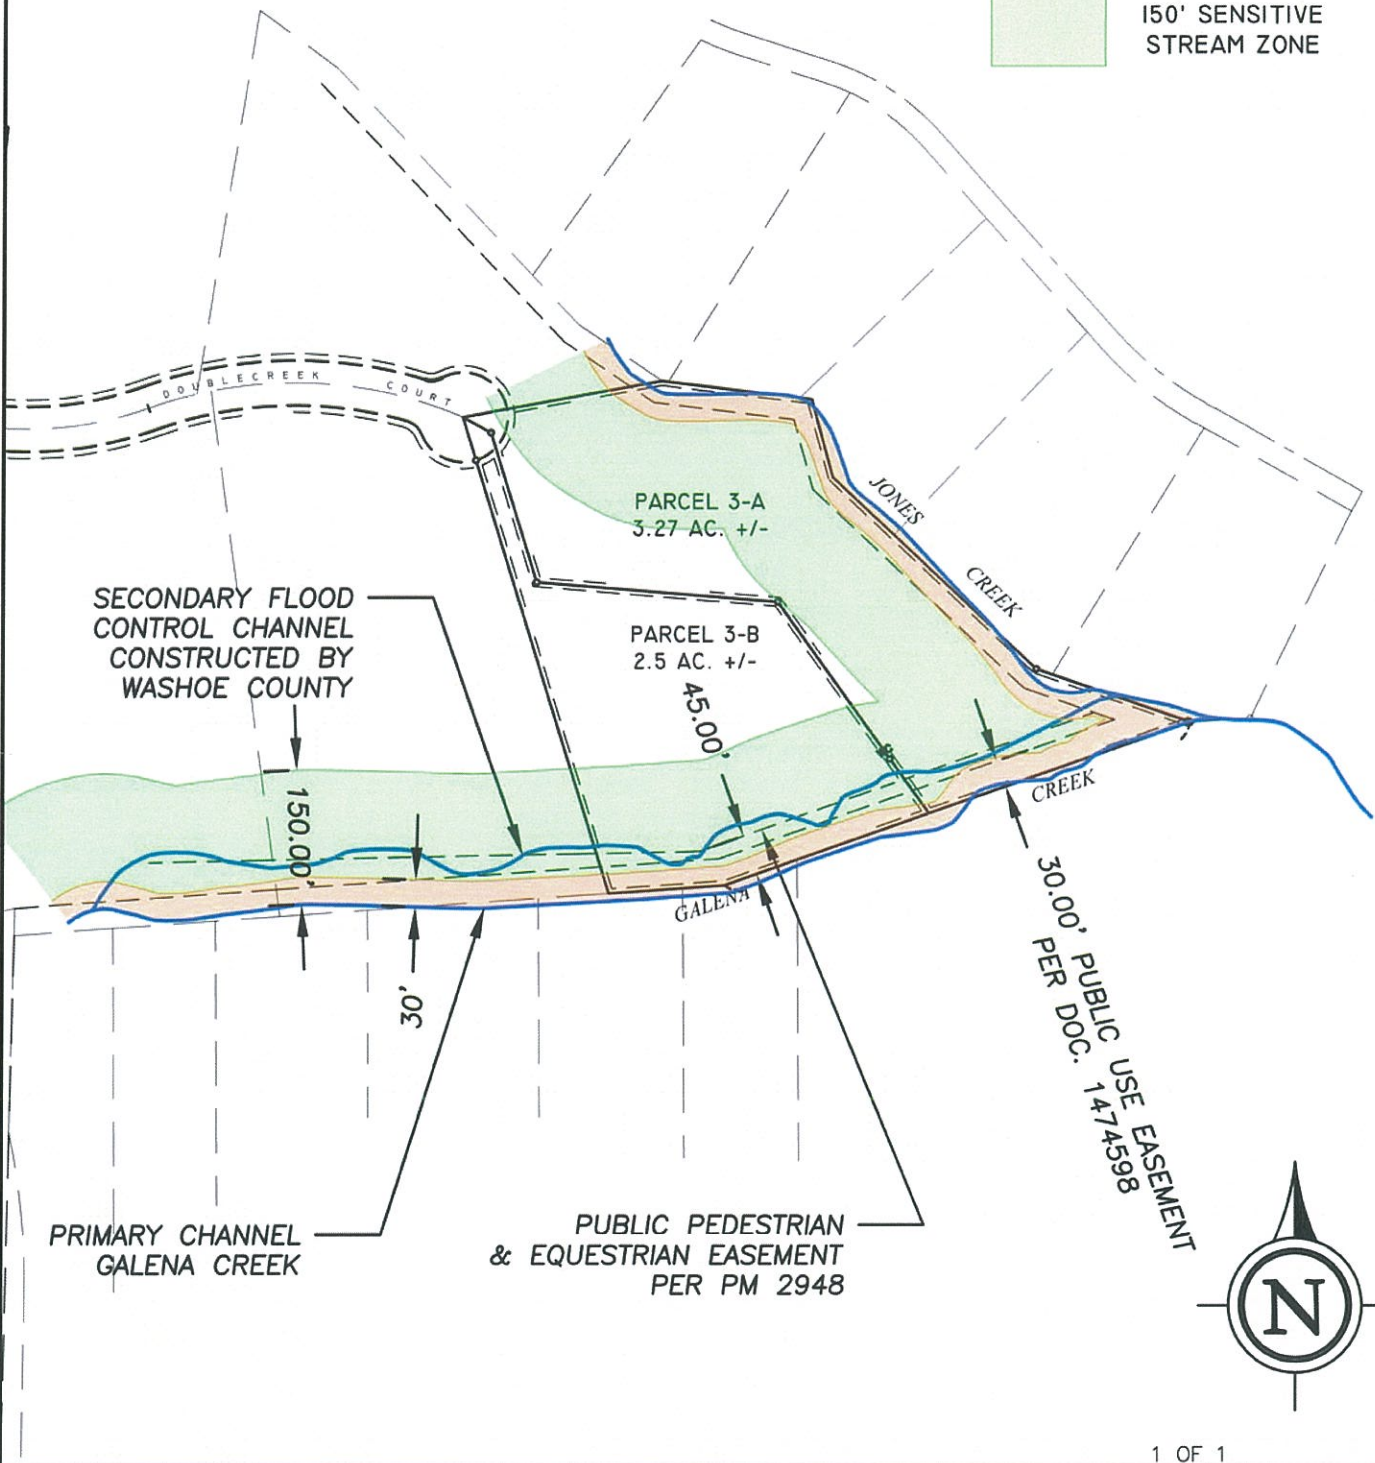 150' SENSITIVE
STREAM ZONE
DOUBLECREEK COURT
PARCEL 3-A
3.27 AC. +/-
JONES
CREEK
SECONDARY FLOOD
CONTROL CHANNEL
CONSTRUCTED BY
WASHOE COUNTY
PARCEL 3-B
2.5 AC. +/-
45.00'
150.00'
CREEK
GALENA
30'
30.00' PUBLIC USE EASEMENT
PER DOC. 1474598
PRIMARY CHANNEL
GALENA CREEK
PUBLIC PEDESTRIAN
& EQUESTRIAN EASEMENT
PER PM 2948
N
1 OF 1